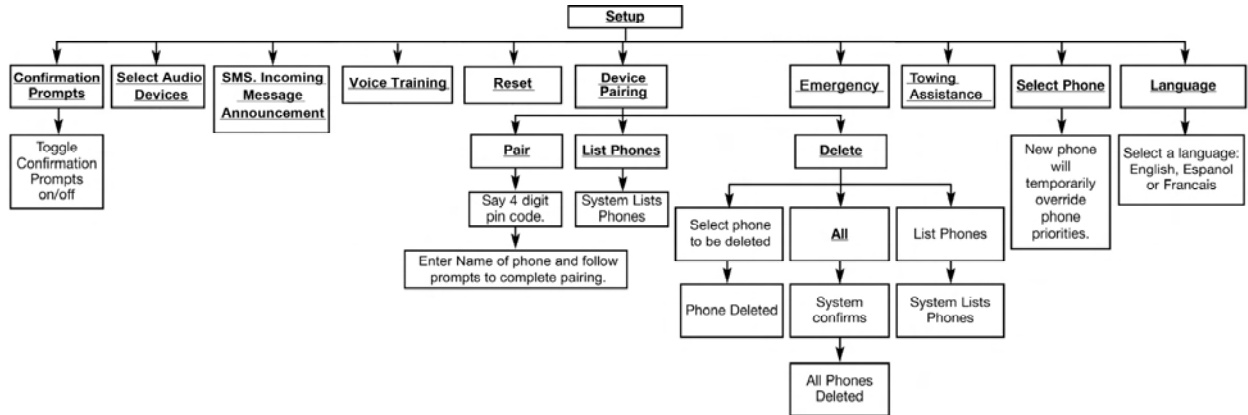 Setup
Confirmation
Prompts
Select Audio
Devices
SMS. Incoming
Message
Announcement
Voice Training
Reset
Device
Pairing
Emergency
Towing
Assistance
Select Phone
Language
Toggle
Confirmation
Prompts
on/off
Pair
List Phones
Delete
New phone
will
temporarily
override
phone
priorities.
Select a language:
English, Espanol
or Francais
Say 4 digit
pin code.
System Lists
Phones
Enter Name of phone and follow
prompts to complete pairing.
Select phone
to be deleted
All
List Phones
Phone Deleted
System
confirms
System Lists
Phones
All Phones
Deleted